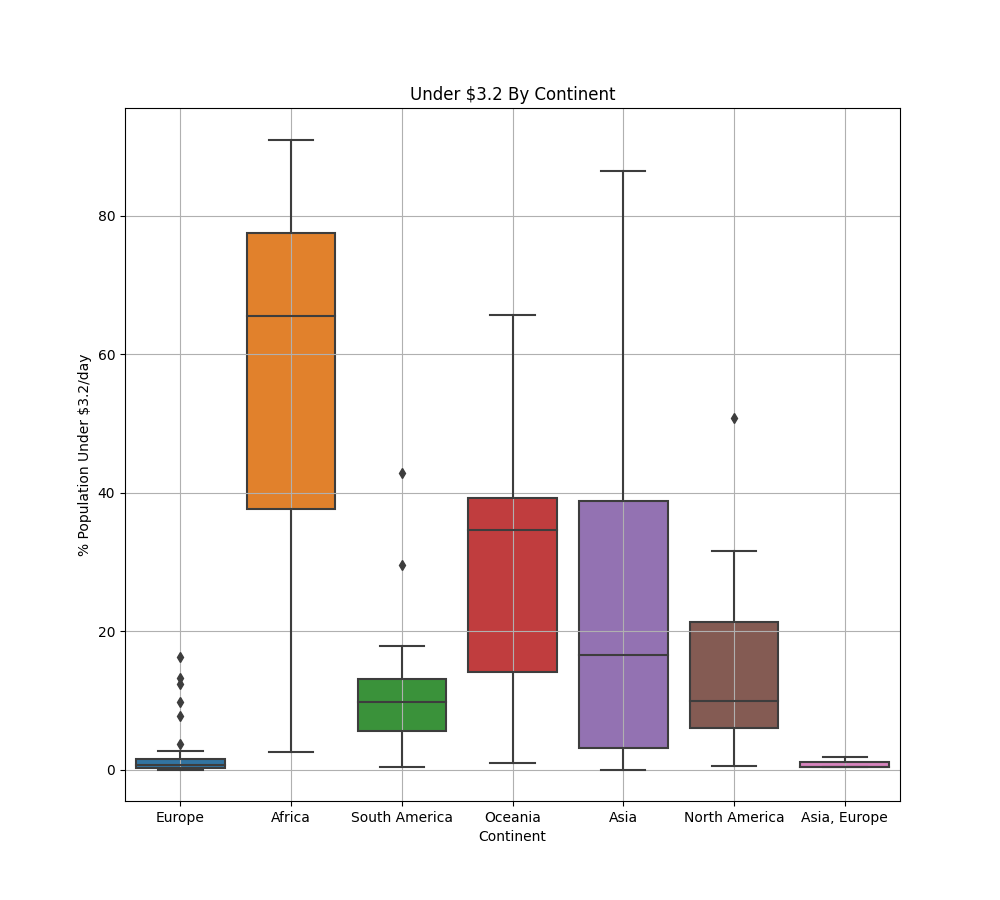 Under $3.2 By Continent
% Population Under $3.2/day
80
60
40
20
0
Europe
Africa
South America
Oceania
Asia
North America
Asia, Europe
Continent